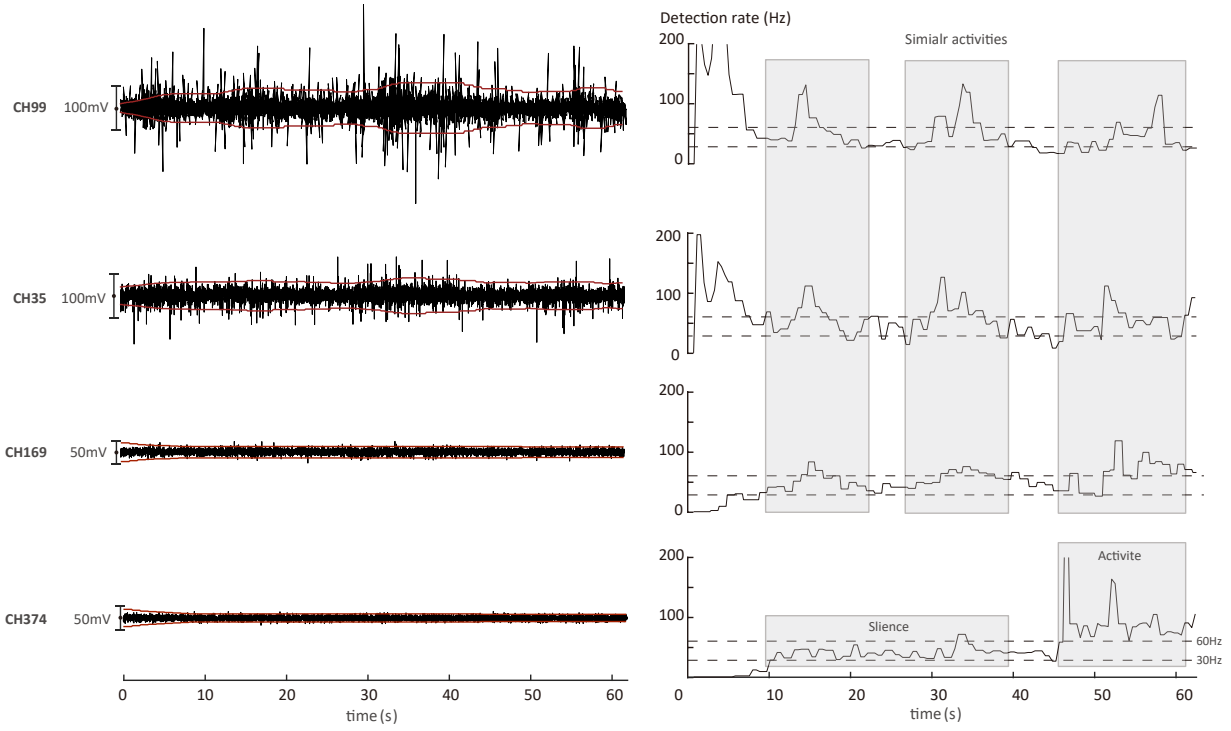 Detection rate (Hz)
Simialr activities
CH99 100mV
200
100
0
CH35 100mV
200
100
0
CH169 50mV
200
100
0
CH374 50mV
200
100
0
Slience
Activite
60Hz
30Hz
0 10 20 30 40 50 60
time (s)
10 20 30 40 50 60
time (s)